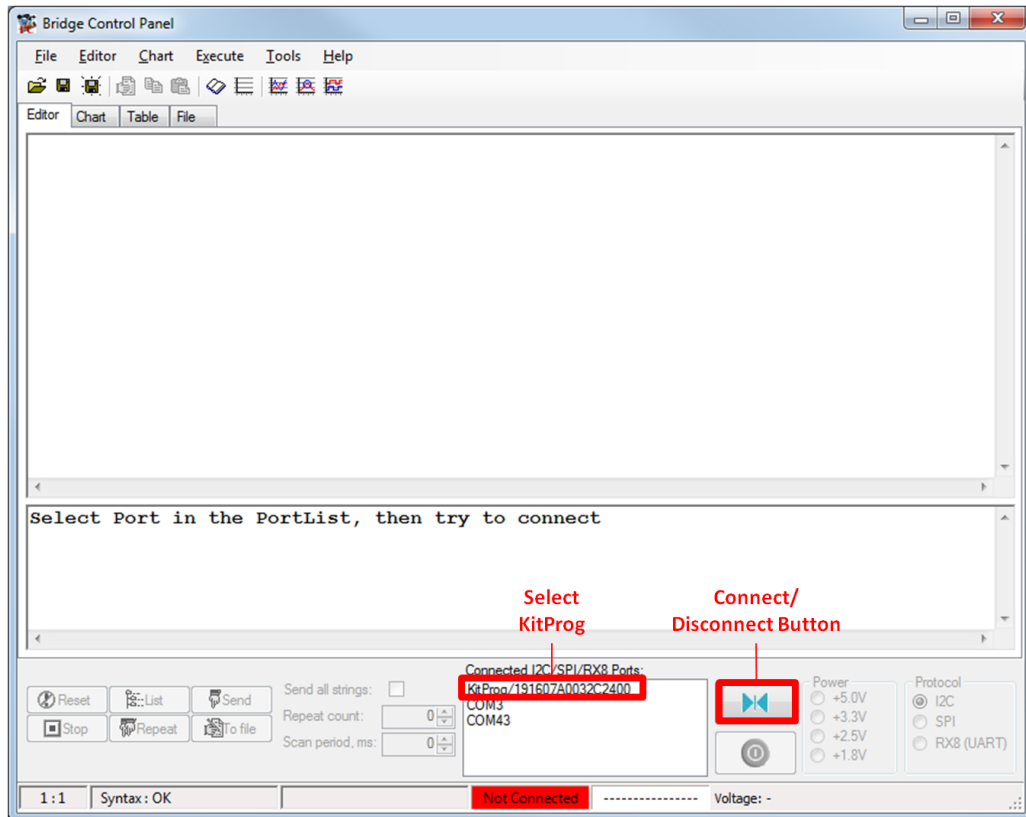 Bridge Control Panel
File Editor Chart Execute Tools Help
Editor Chart Table File
Select Port in the PortList, then try to connect
Select
KitProg
Connect/
Disconnect Button
Connected I2C/SPI/RX8 Ports:
KitProg/191607A0032C2400
COM3
COM43
Reset List Send
Stop Repeat To file
Send all strings:
Repeat count: 0
Scan period, ms: 0
Power
+5.0V
+3.3V
+2.5V
+1.8V
Protocol
I2C
SPI
RX8 (UART)
1:1 Syntax : OK Not Connected ---------------- Voltage: -